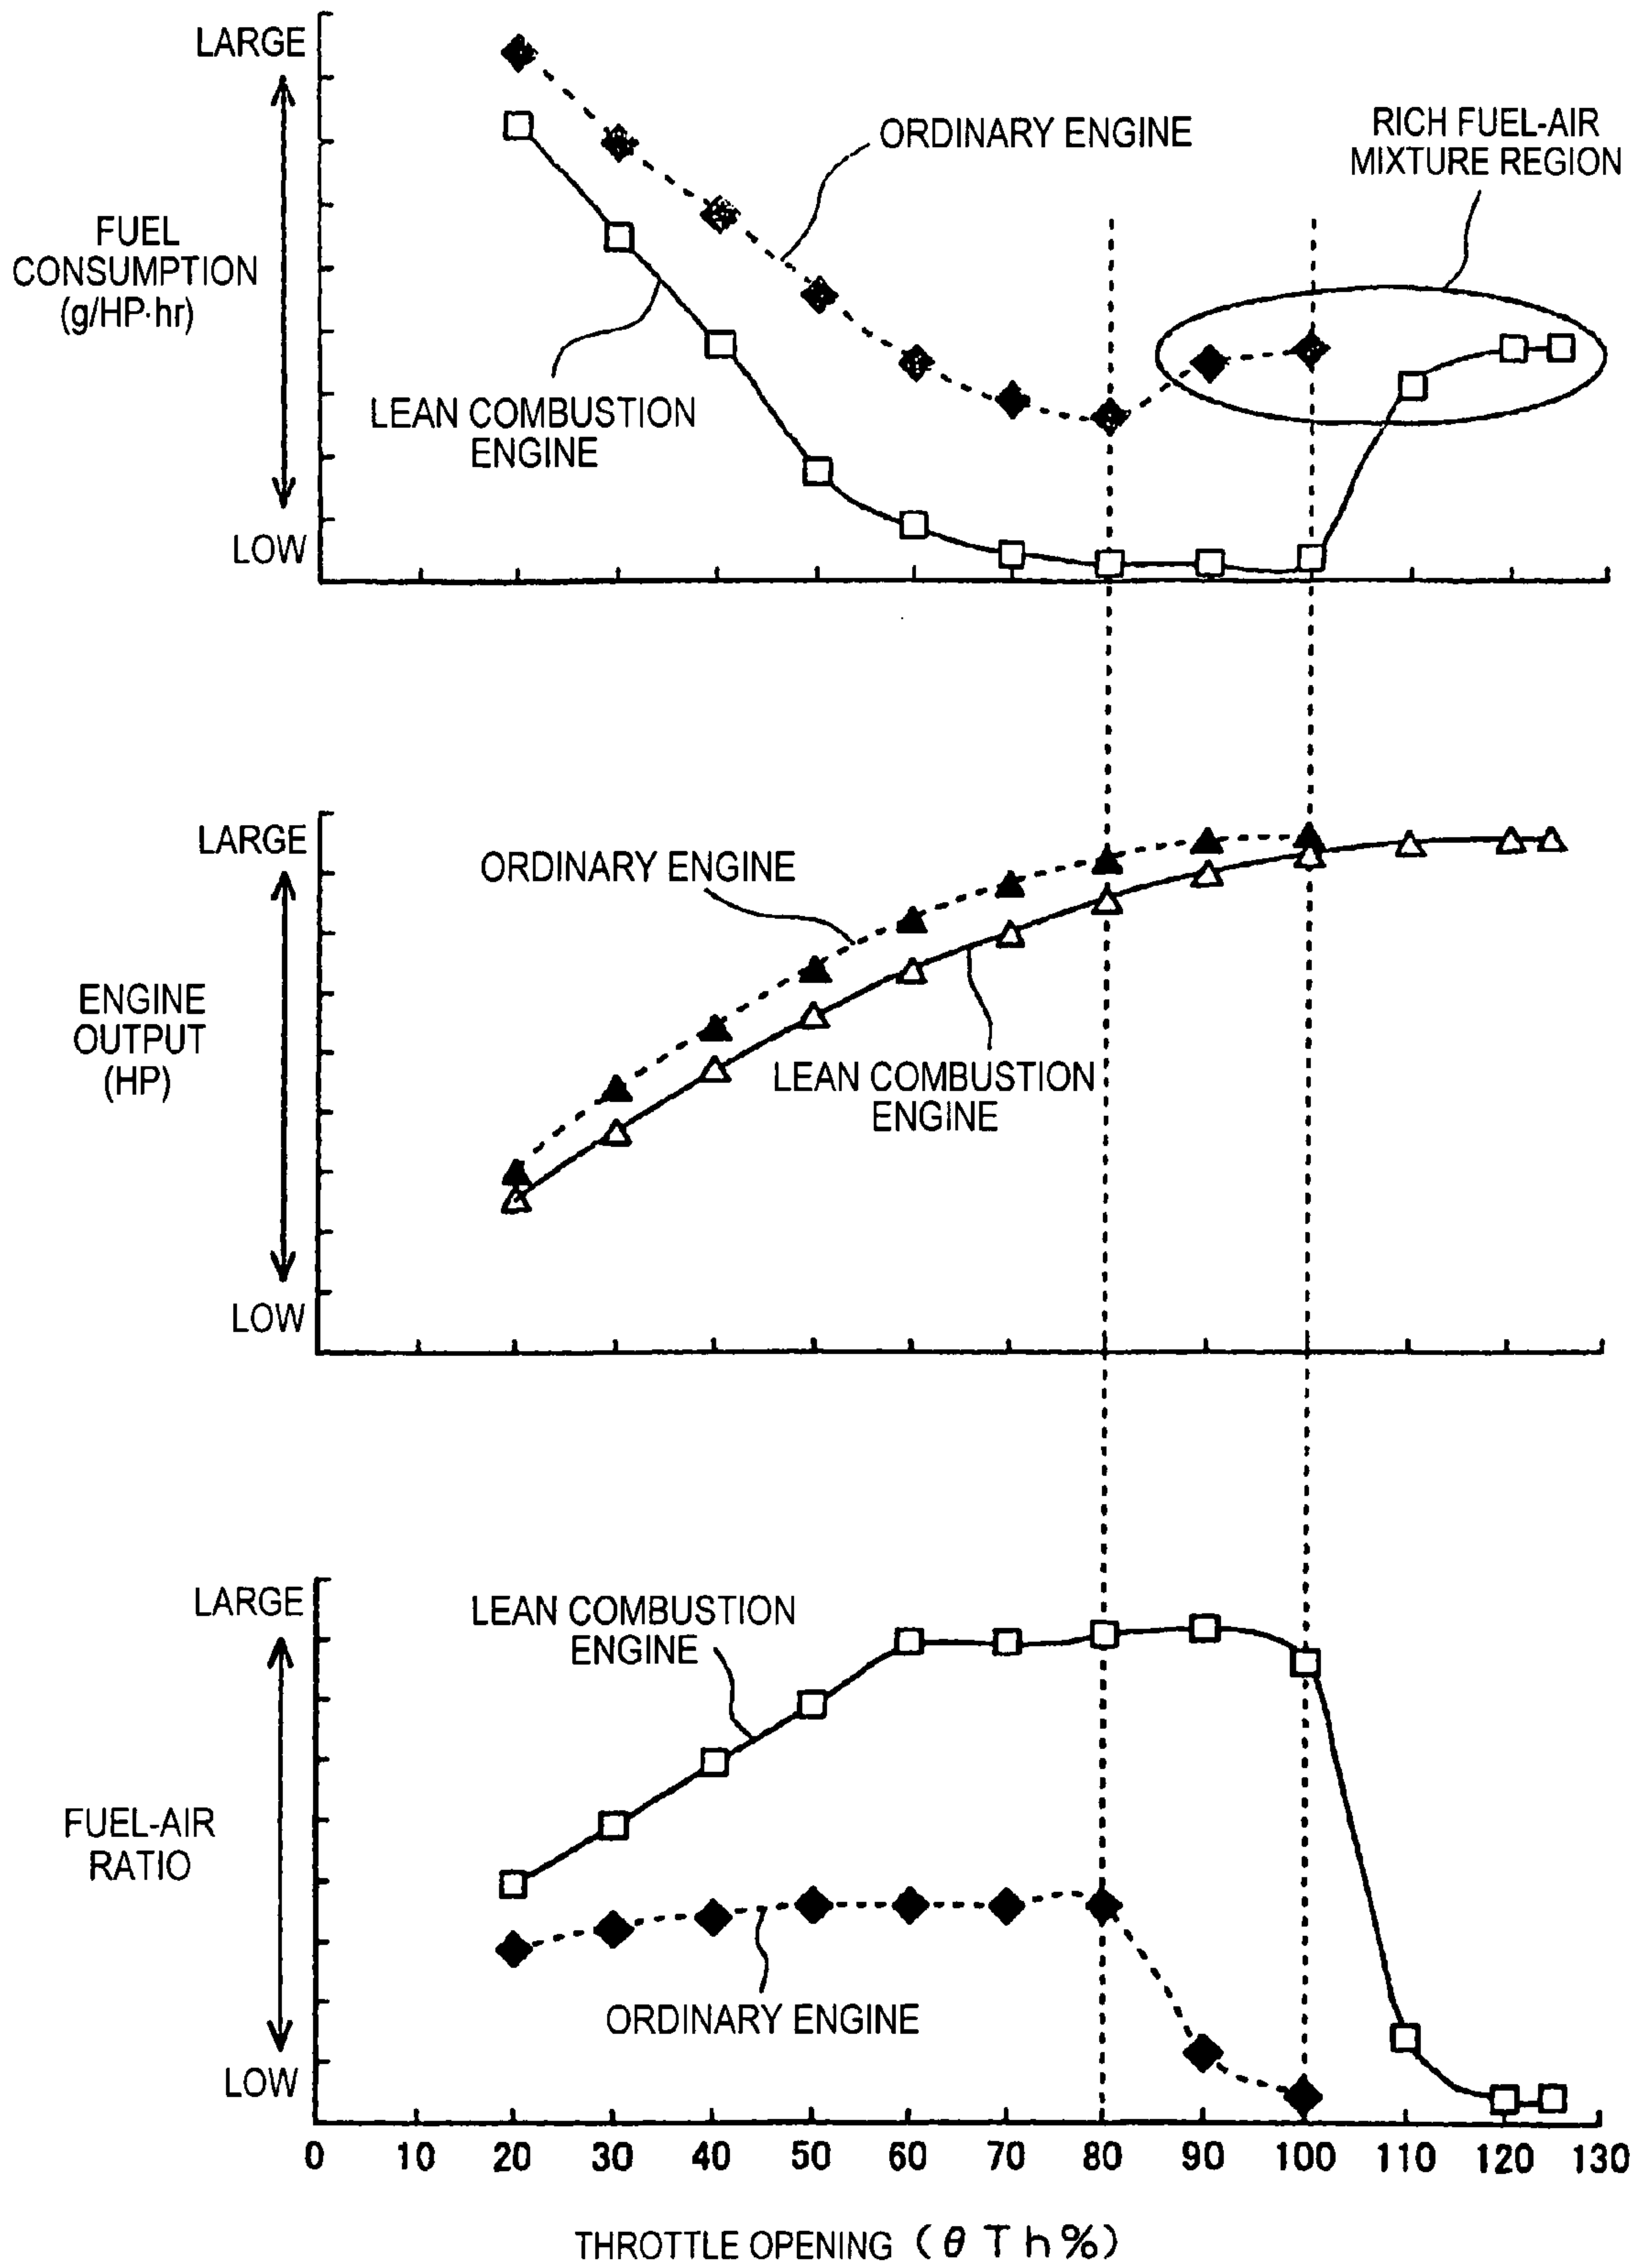 LARGE
FUEL
CONSUMPTION
(g/HP·hr)
LOW
ORDINARY ENGINE
RICH FUEL-AIR
MIXTURE REGION
LEAN COMBUSTION
ENGINE
LARGE
ENGINE
OUTPUT
(HP)
LOW
ORDINARY ENGINE
LEAN COMBUSTION
ENGINE
LARGE
FUEL-AIR
RATIO
LOW
LEAN COMBUSTION
ENGINE
ORDINARY ENGINE
0 10 20 30 40 50 60 70 80 90 100 110 120 130
THROTTLE OPENING (θ Th%)